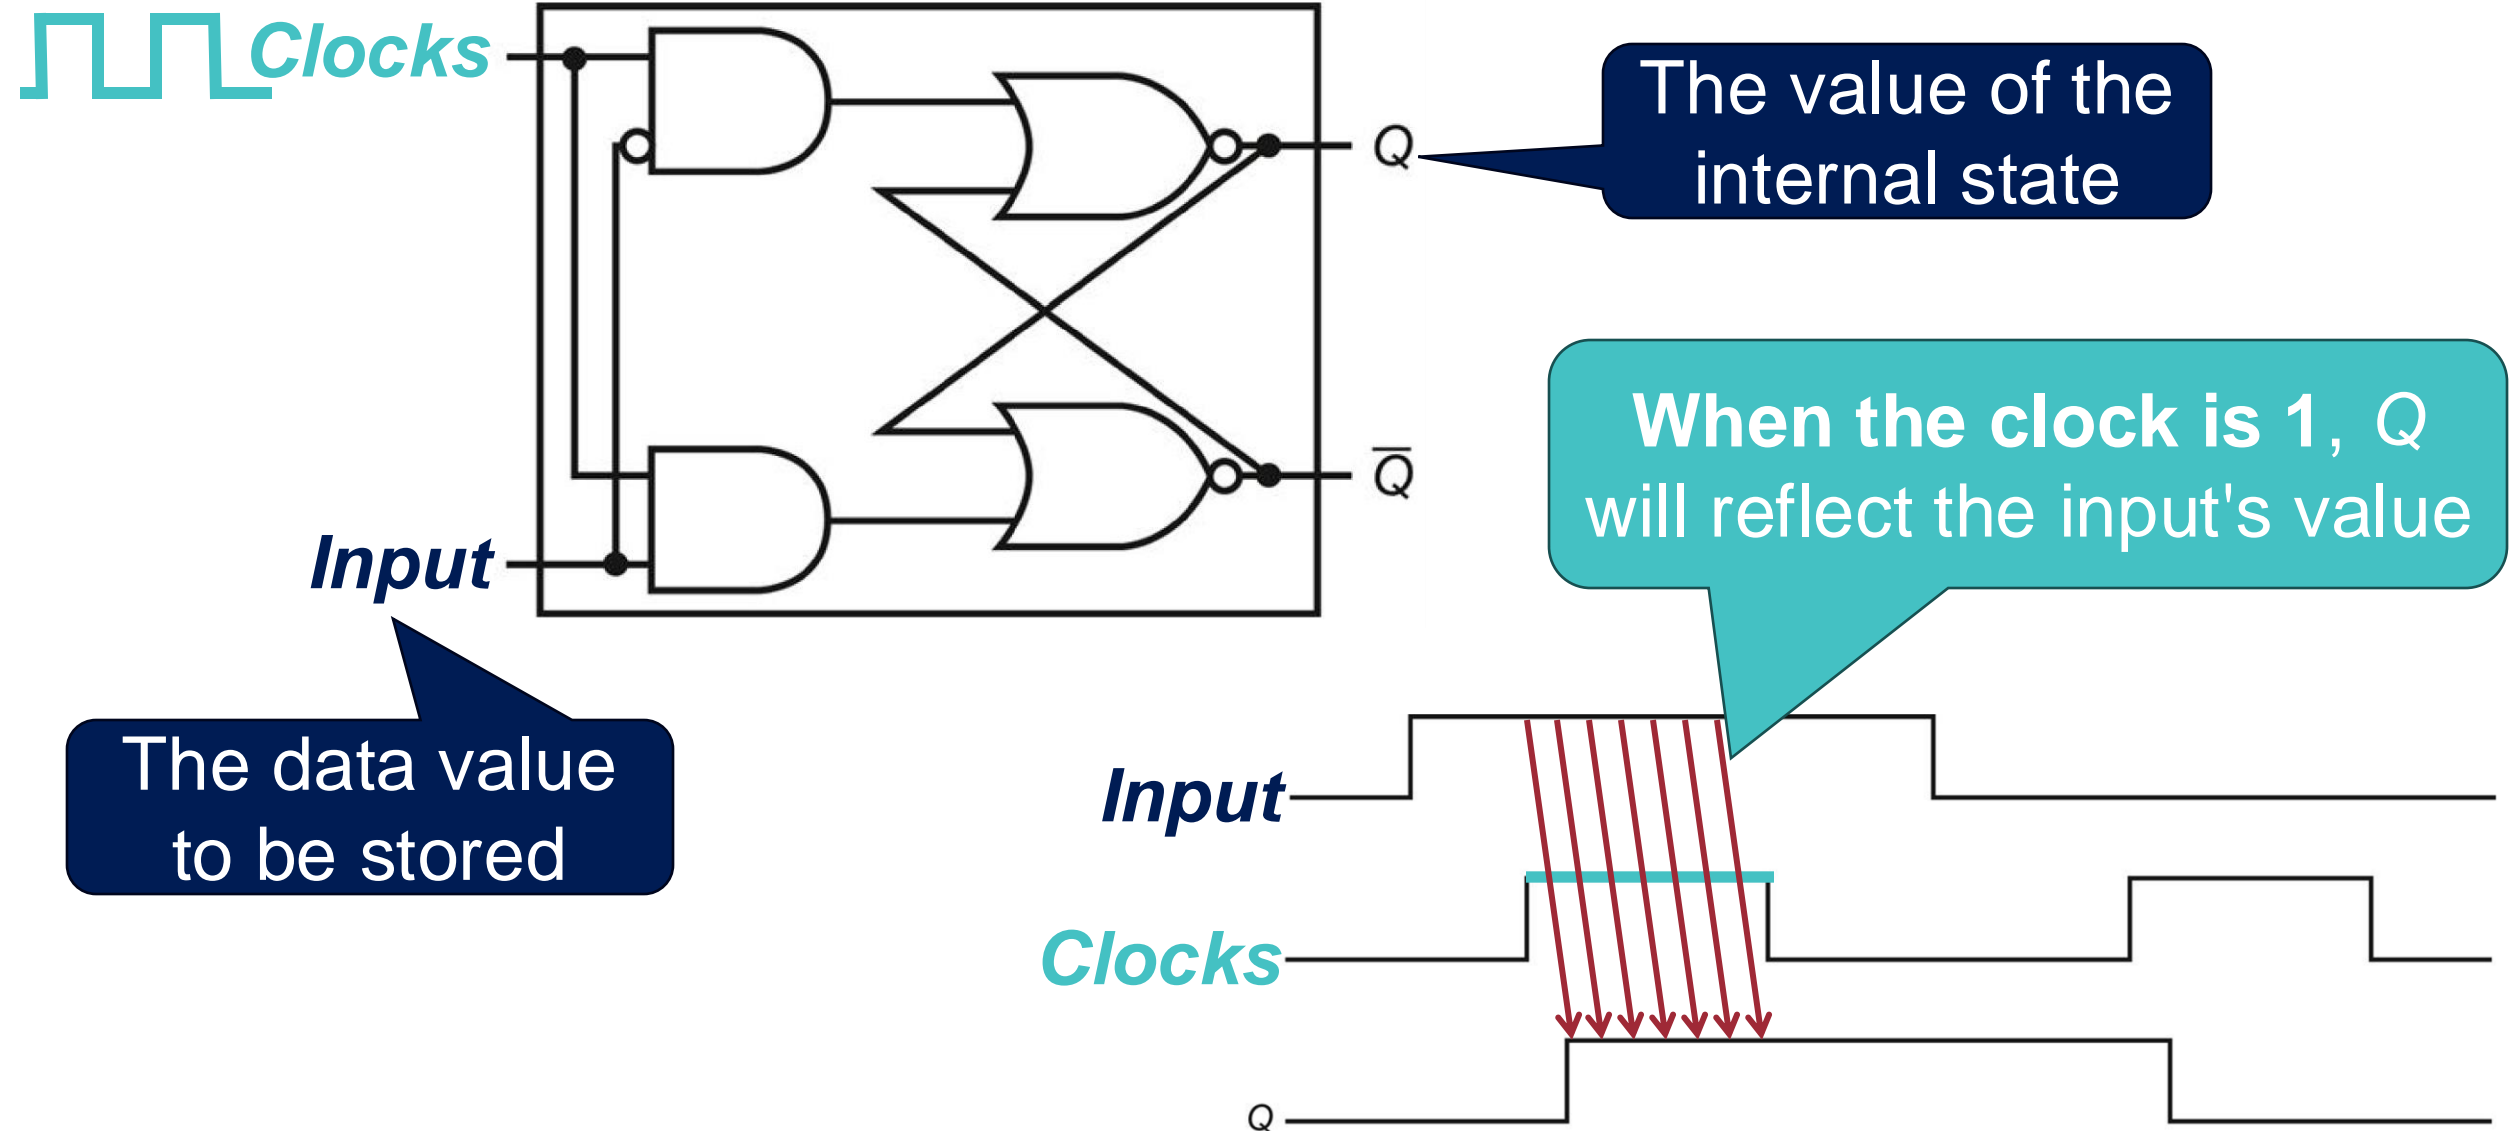 Clocks
Q
The value of the
internal state
Q̅
Input
When the clock is 1, Q
will reflect the input's value
The data value
to be stored
Input
Clocks
Q